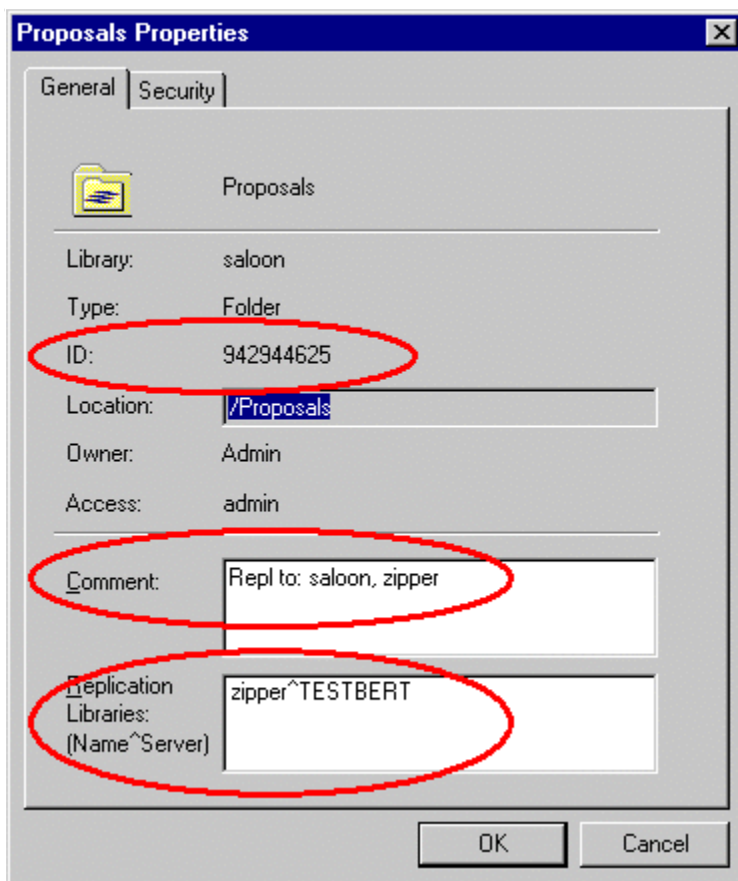 Proposals Properties
General Security
Proposals
Library: saloon
Type: Folder
ID: 942944625
Location: /Proposals
Owner: Admin
Access: admin
Comment: Repl to: saloon, zipper
Replication zipper^TESTBERT
Libraries:
(Name^Server)
OK Cancel